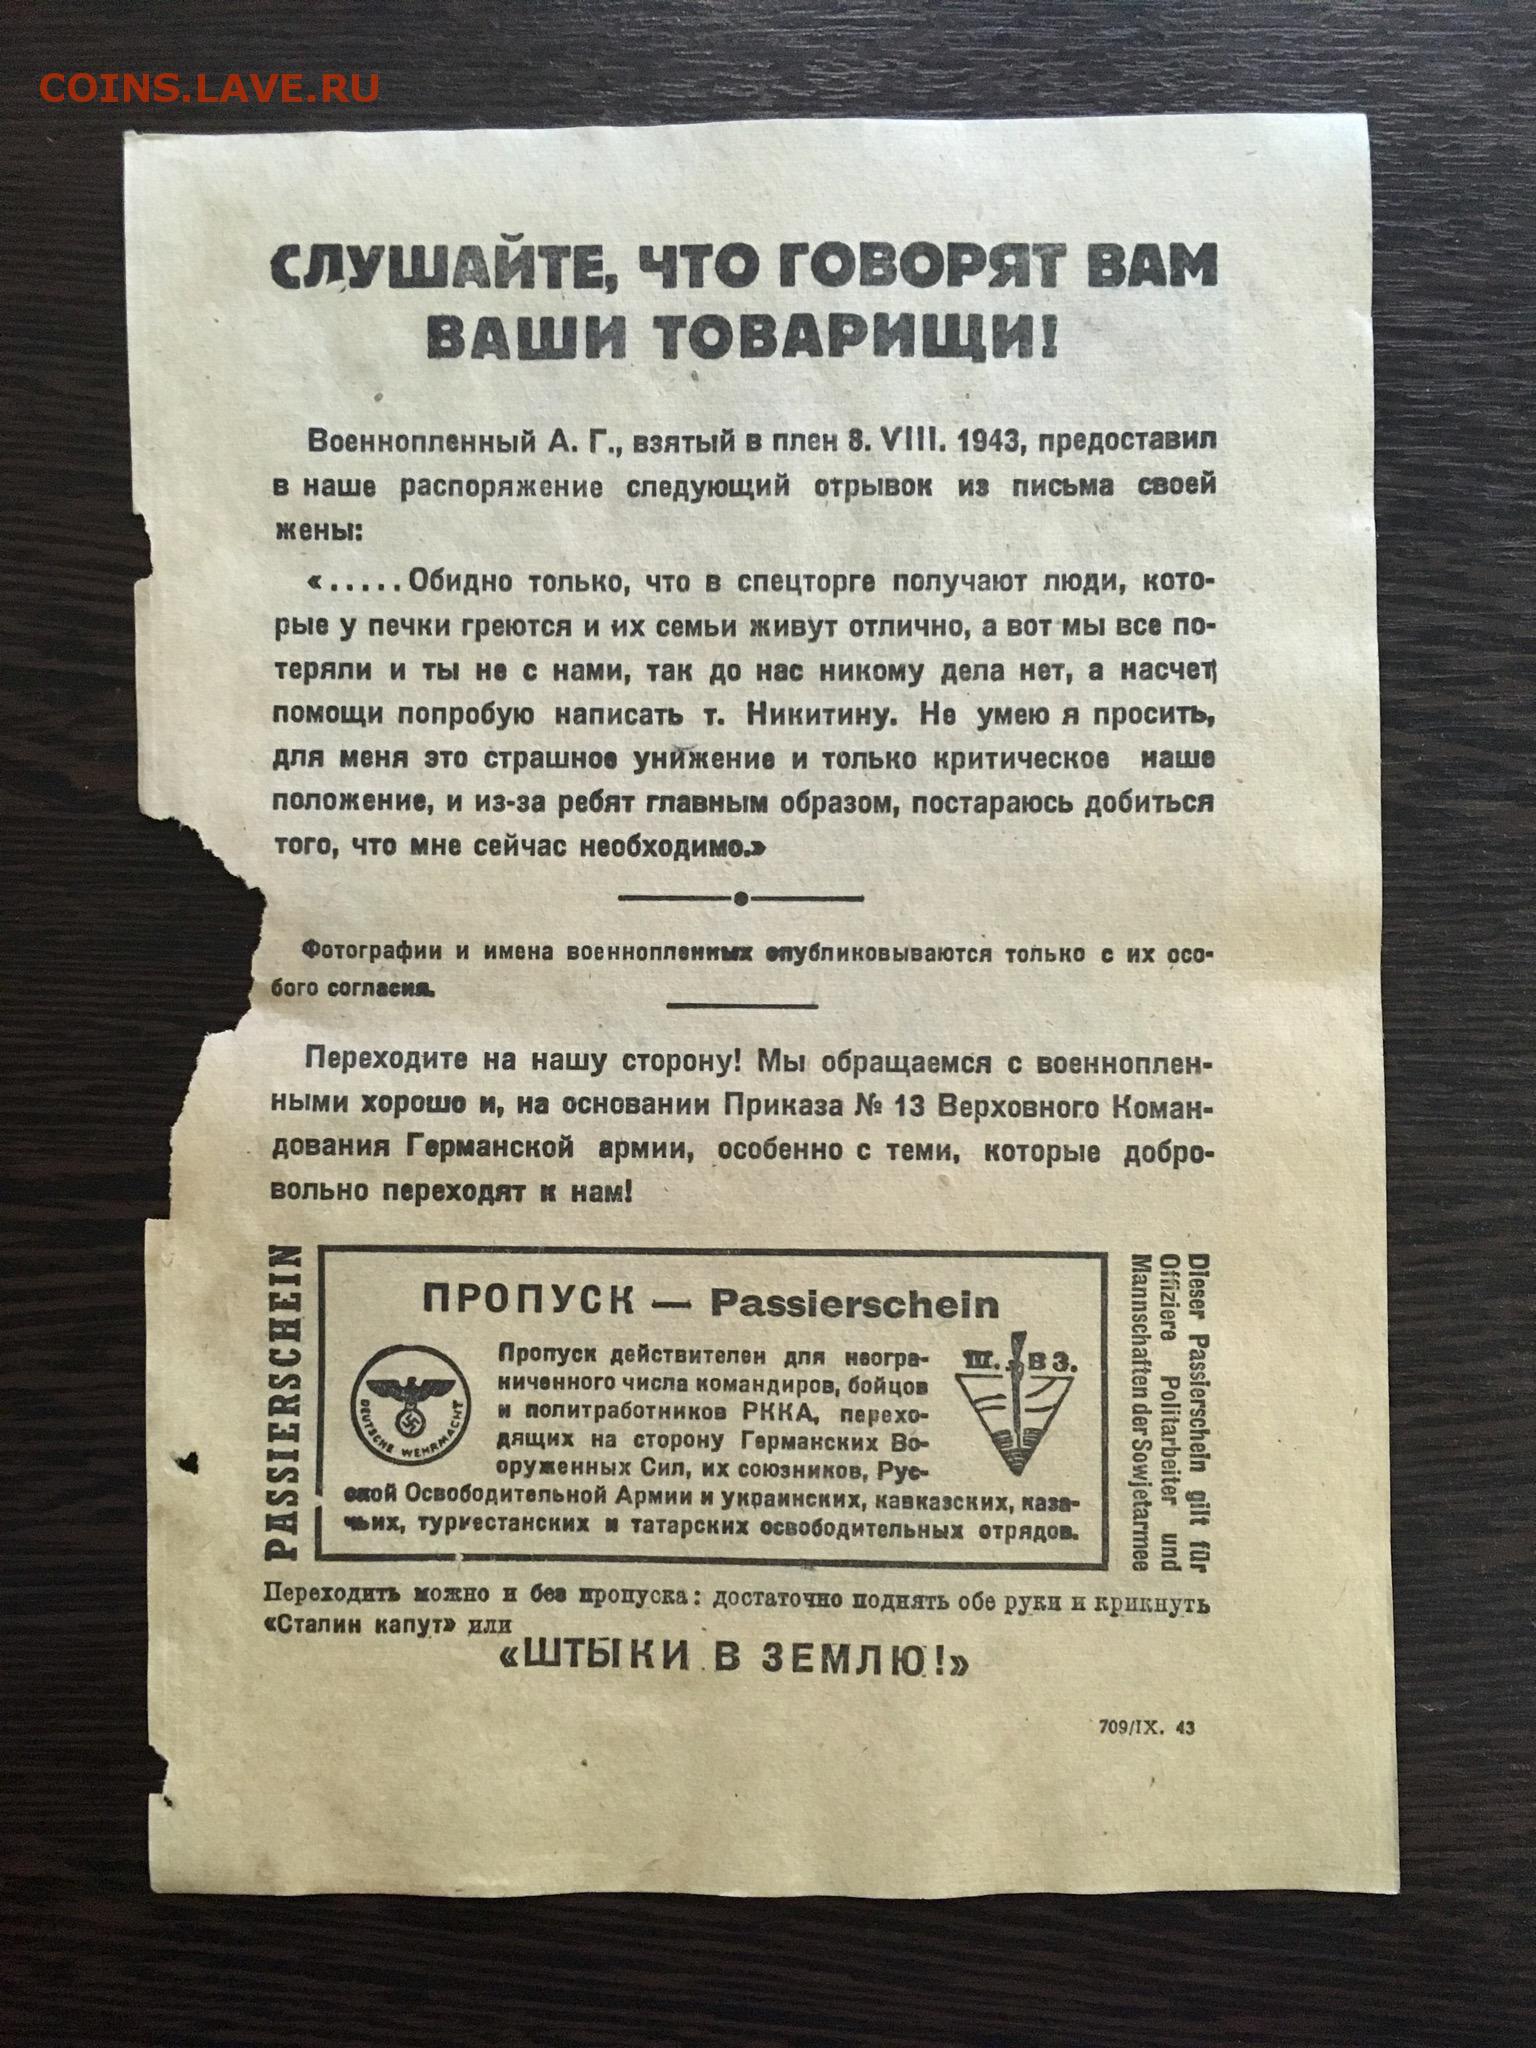 COINS.LAVE.RU
СЛУШАЙТЕ, ЧТО ГОВОРЯТ ВАМ
ВАШИ ТОВАРИЩИ!
Военнопленный А. Г., взятый в плен 8. VIII. 1943, предоставил
в наше распоряжение следующий отрывок из письма своей
жены:
«.....Обидно только, что в спецторге получают люди, кото-
рые у печки греются и их семьи живут отлично, а вот мы все по-
теряли и ты не с нами, так до нас никому дела нет, а насчет
помощи попробую написать т. Никитину. Не умею я просить,
для меня это страшное унижение и только критическое наше
положение, и из-за ребят главным образом, постараюсь добиться
того, что мне сейчас необходимо.»
Фотографии и имена военнопленных опубликовываются только с их осо-
бого согласия.
Переходите на нашу сторону! Мы обращаемся с военноплен-
ными хорошо и, на основании Приказа № 13 Верховного Коман-
дования Германской армии, особенно с теми, которые добро-
вольно переходят к нам!
PASSIERSCHEIN
ПРОПУСК — Passierschein
DEUTSCHE WEHRMACHT
Пропуск действителен для неогра-
ниченного числа командиров, бойцов
и политработников РККА, перехо-
дящих на сторону Германских Во-
оруженных Сил, их союзников, Рус-
ской Освободительной Армии и украинских, кавказских, каза-
чьих, туркестанских и татарских освободительных отрядов.
Ш. В З.
Dieser Passierschein gilt für
Offiziere Politarbeiter und
Mannschaften der Sowjetarmee
Переходить можно и без пропуска: достаточно поднять обе руки и крикнуть
«Сталин капут» или
«ШТЫКИ В ЗЕМЛЮ!»
709/IX. 43